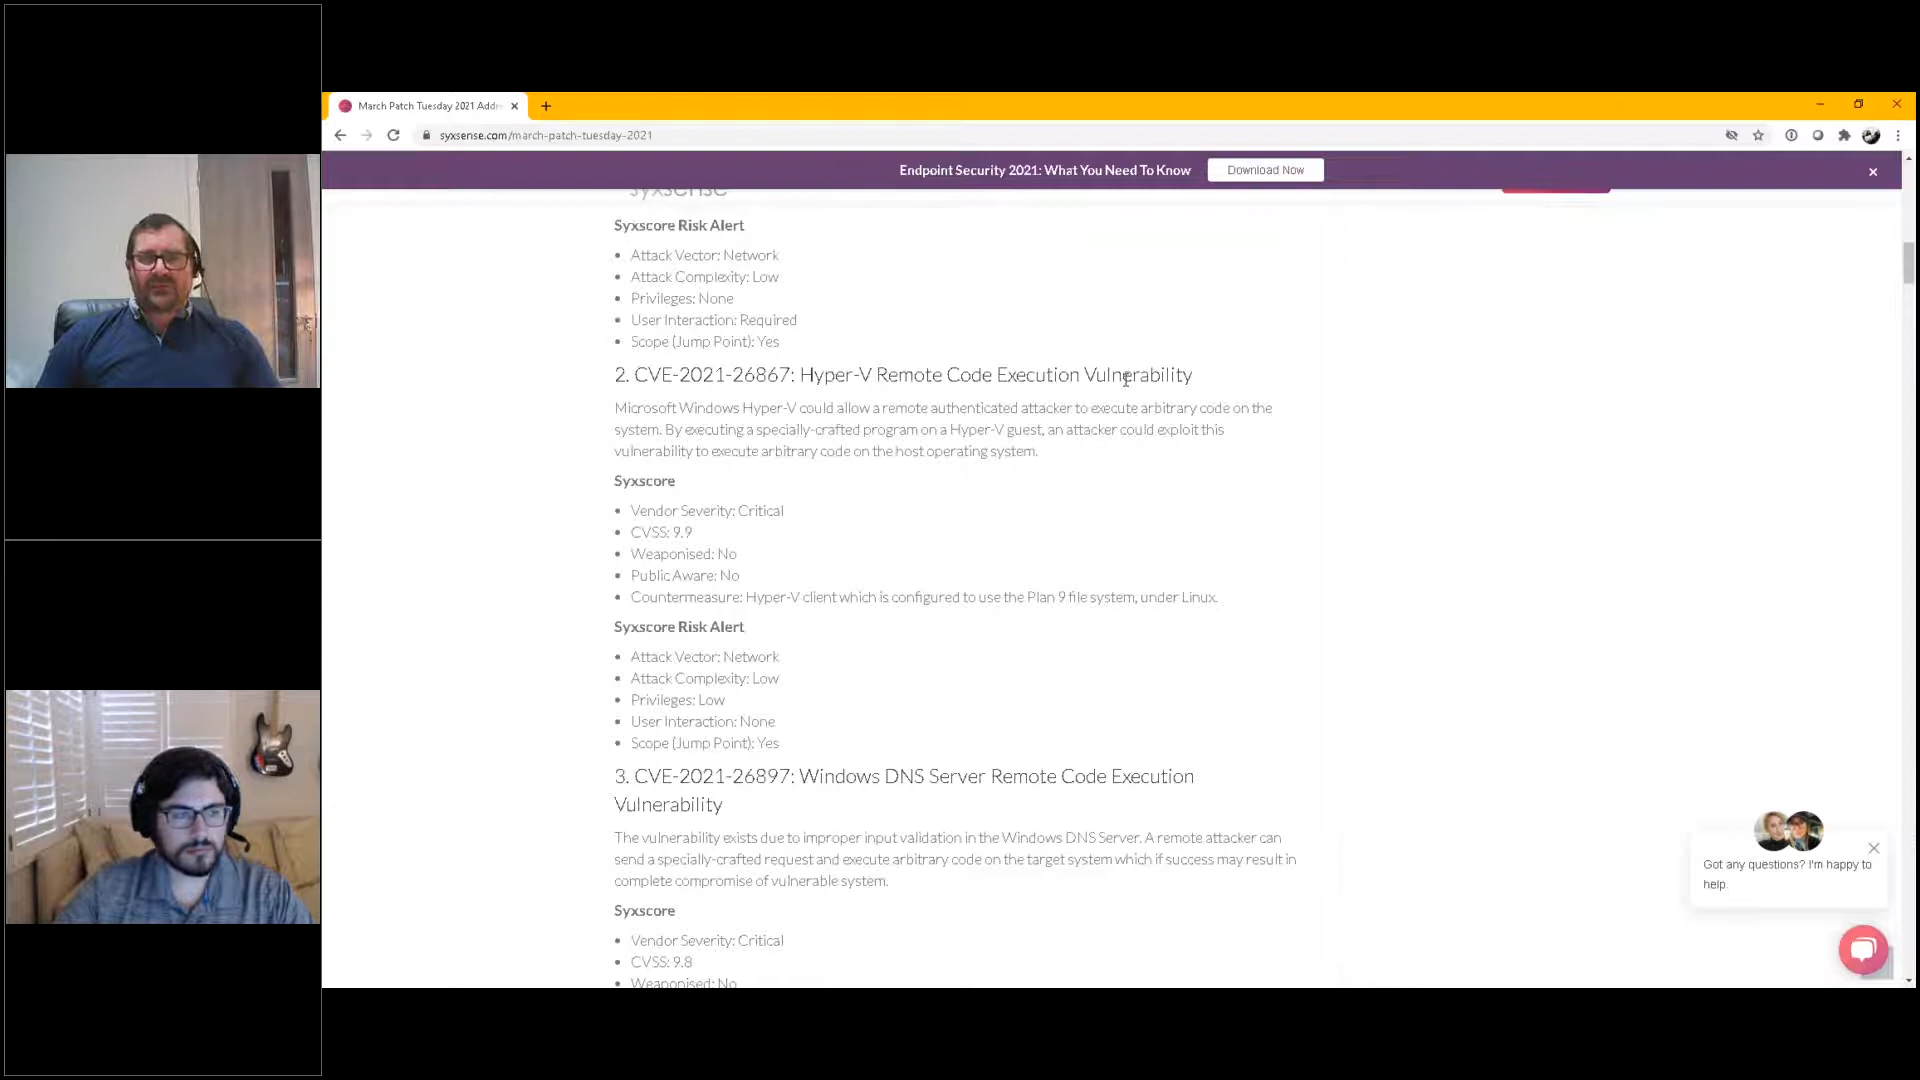 March Patch Tuesday 2021 Addre
syxsense.com/march-patch-tuesday-2021
Endpoint Security 2021: What You Need To Know
Download Now
syxsense
Syxscore Risk Alert
Attack Vector: Network
Attack Complexity: Low
Privileges: None
User Interaction: Required
Scope (Jump Point): Yes
2. CVE-2021-26867: Hyper-V Remote Code Execution Vulnerability
Microsoft Windows Hyper-V could allow a remote authenticated attacker to execute arbitrary code on the
system. By executing a specially-crafted program on a Hyper-V guest, an attacker could exploit this
vulnerability to execute arbitrary code on the host operating system.
Syxscore
Vendor Severity: Critical
CVSS: 9.9
Weaponised: No
Public Aware: No
Countermeasure: Hyper-V client which is configured to use the Plan 9 file system, under Linux.
Syxscore Risk Alert
Attack Vector: Network
Attack Complexity: Low
Privileges: Low
User Interaction: None
Scope (Jump Point): Yes
3. CVE-2021-26897: Windows DNS Server Remote Code Execution
Vulnerability
The vulnerability exists due to improper input validation in the Windows DNS Server. A remote attacker can
send a specially-crafted request and execute arbitrary code on the target system which if success may result in
complete compromise of vulnerable system.
Syxscore
Vendor Severity: Critical
CVSS: 9.8
Weaponised: No
Got any questions? I'm happy to
help.